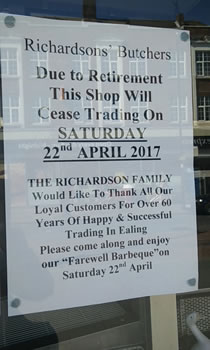 Richardsons' Butchers
Due to Retirement
This Shop Will
Cease Trading On
SATURDAY
22nd APRIL 2017
THE RICHARDSON FAMILY
Would Like To Thank All Our
Loyal Customers For Over 60
Years Of Happy & Successful
Trading In Ealing
Please come along and enjoy
our "Farewell Barbeque"on
Saturday 22nd April